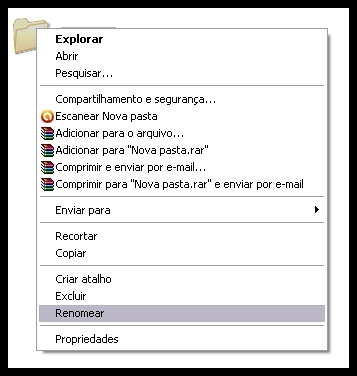 Explorar
Abrir
Pesquisar...
Compartilhamento e segurança...
Escanear Nova pasta
Adicionar para o arquivo...
Adicionar para "Nova pasta.rar"
Comprimir e enviar por e-mail...
Comprimir para "Nova pasta.rar" e enviar por e-mail
Enviar para
Recortar
Copiar
Criar atalho
Excluir
Renomear
Propriedades